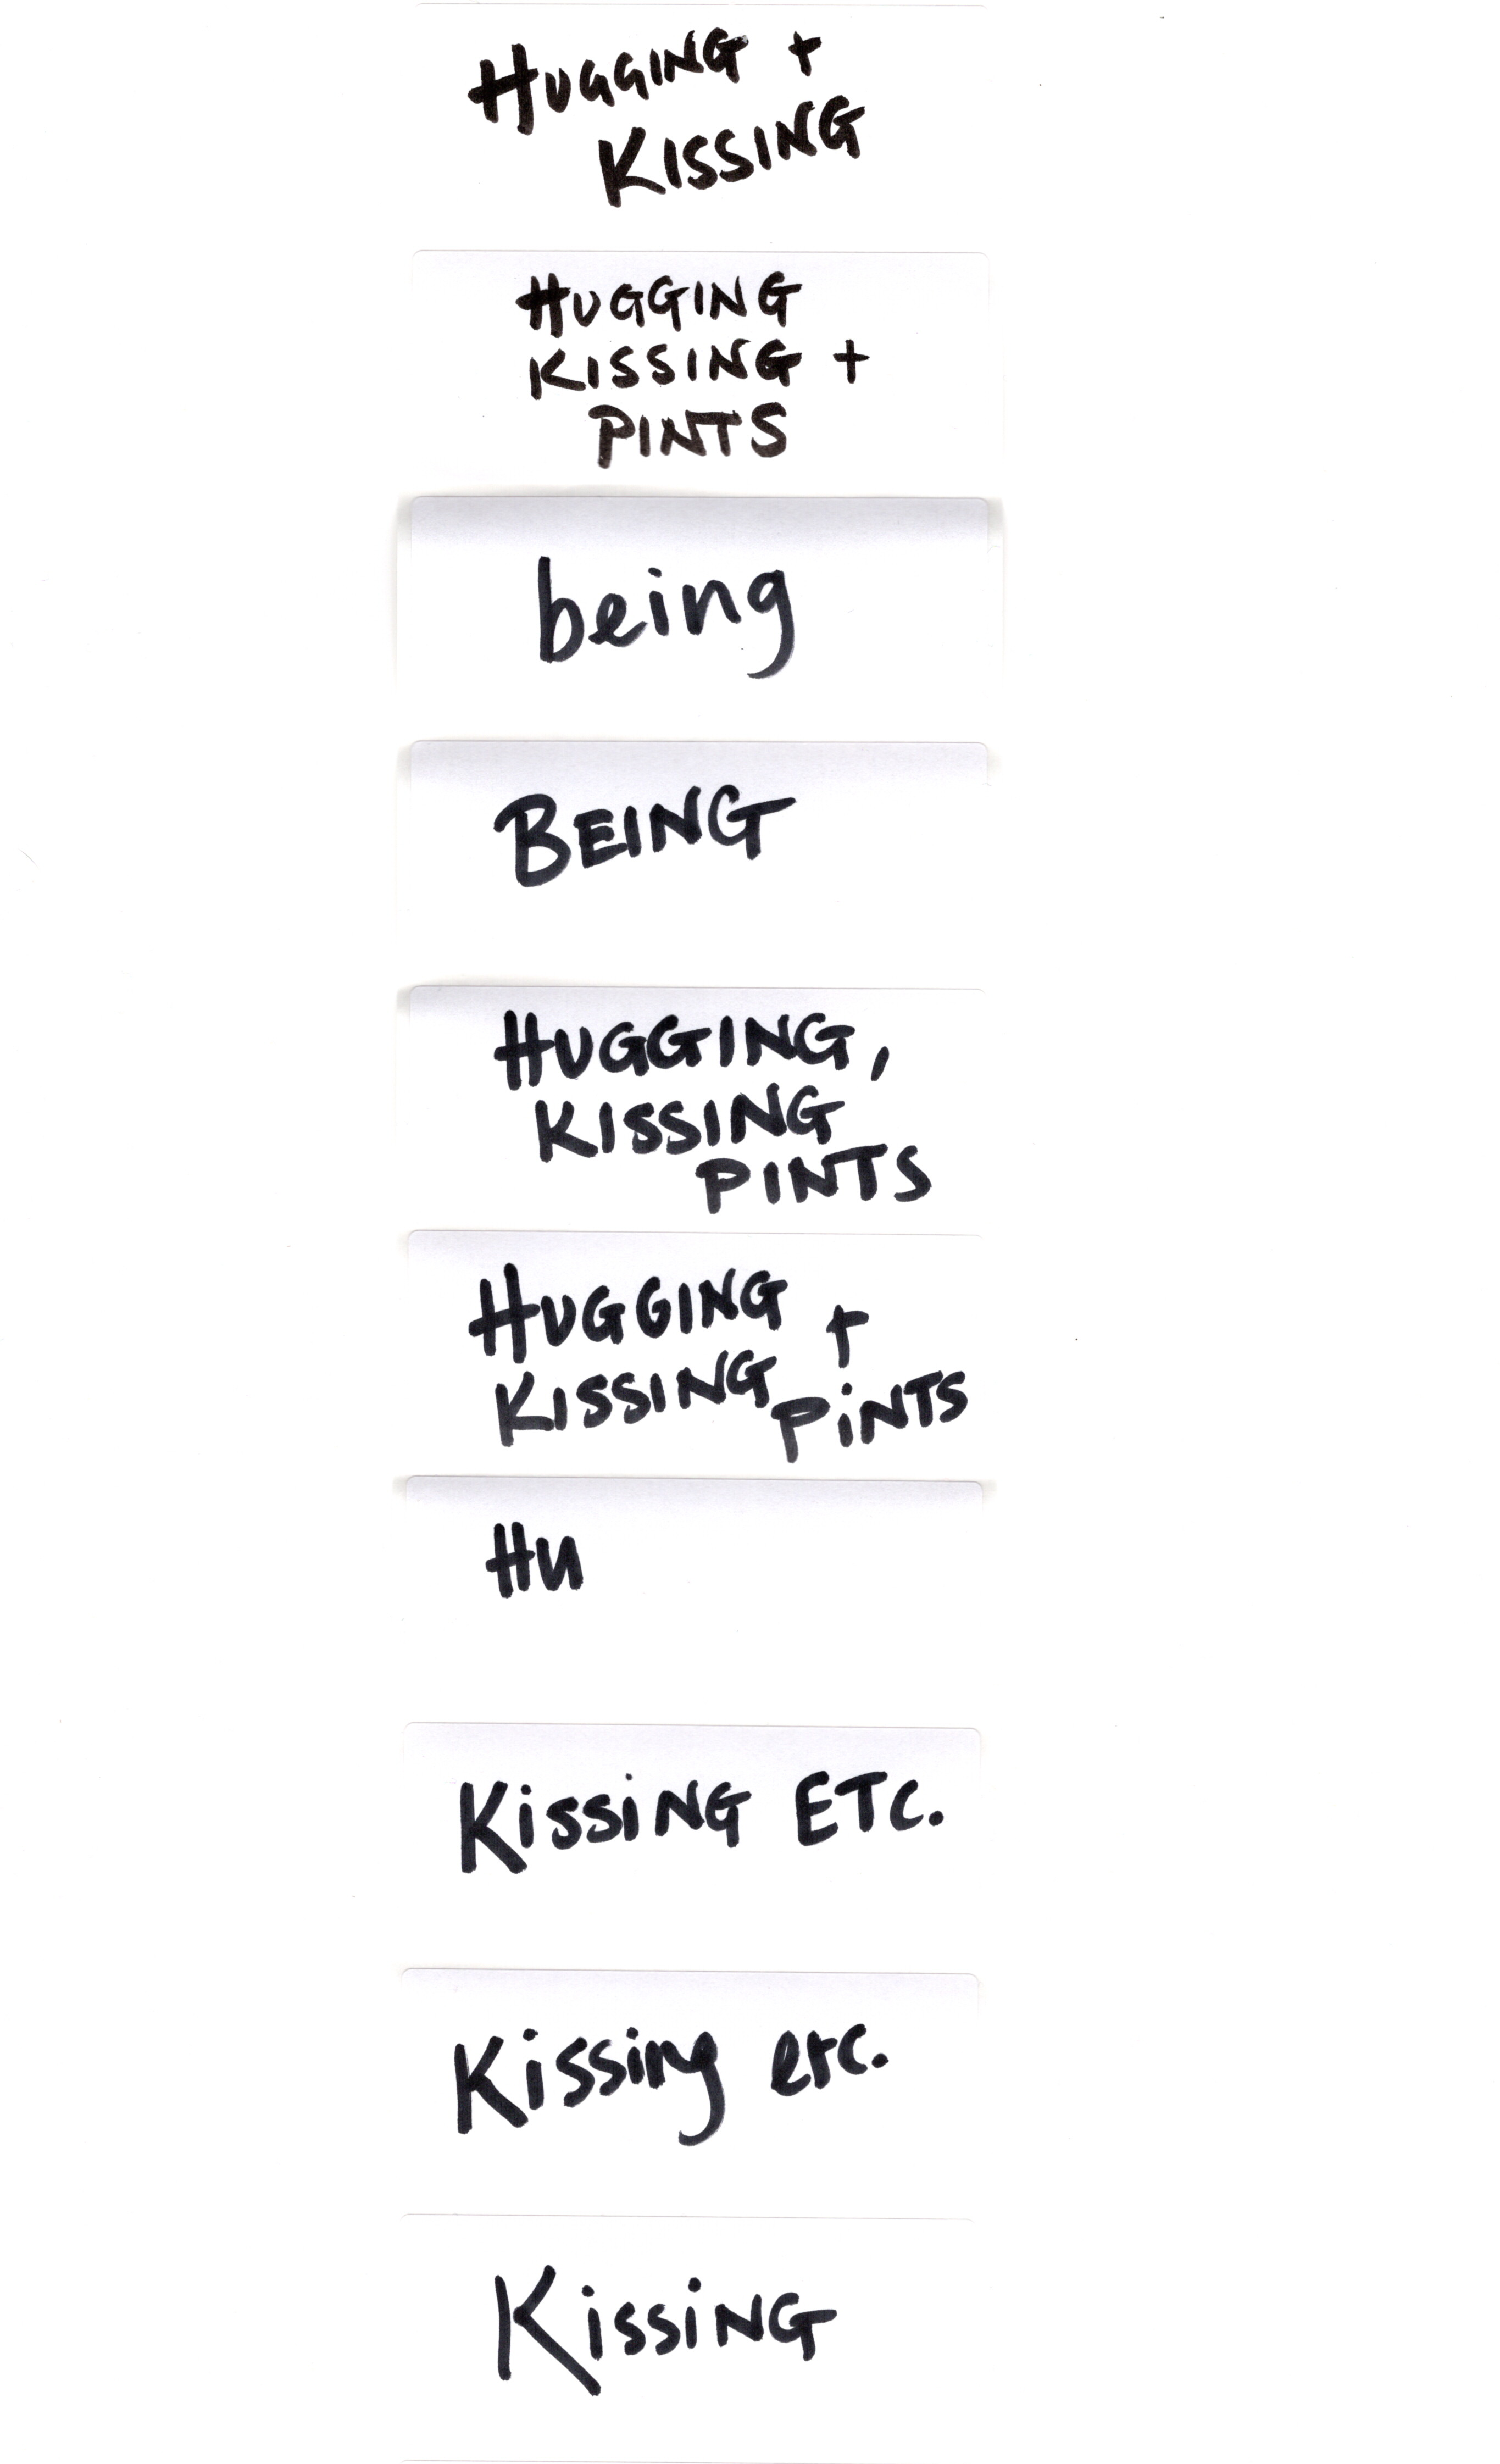 HUGGING +
KISSING
HUGGING
KISSING +
PINTS
being
BEING
HUGGING,
KISSING
PINTS
HUGGING +
KISSING PiNTS
Hu
KissiNG ETC.
Kissing etc.
KissiNG